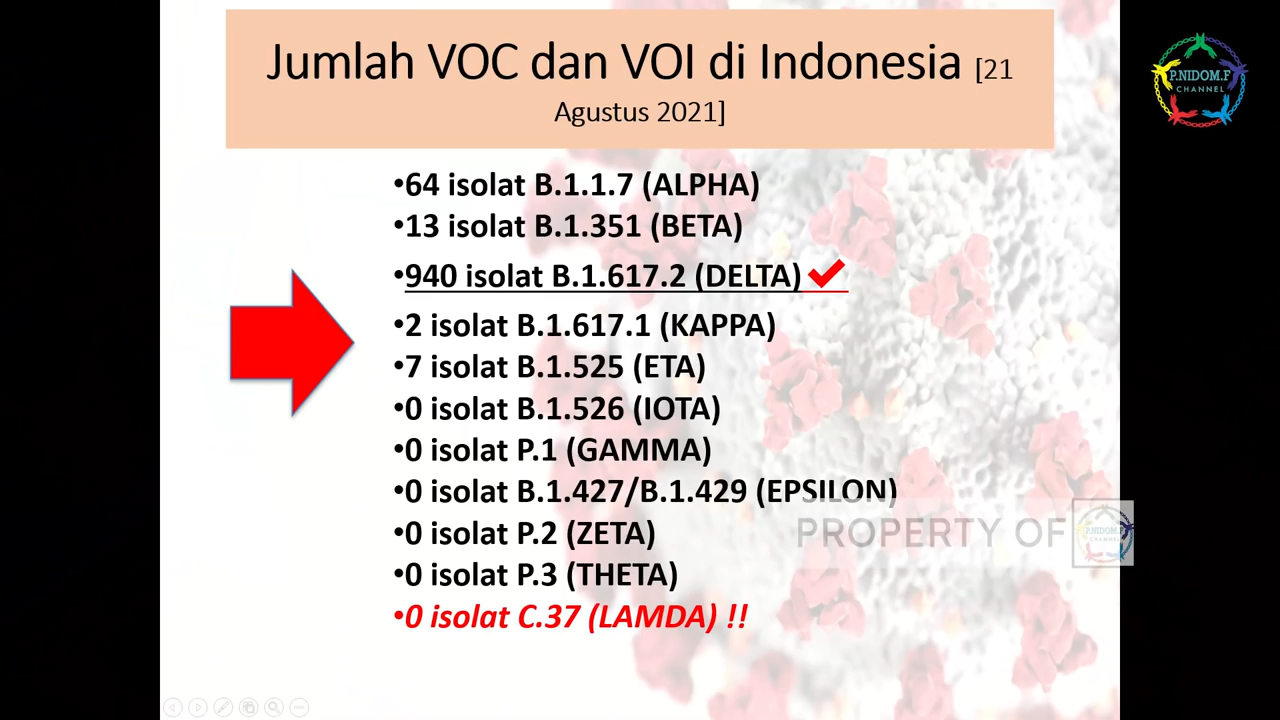 Jumlah VOC dan VOI di Indonesia [21
Agustus 2021]
P.NIDOM.F
CHANNEL
•64 isolat B.1.1.7 (ALPHA)
•13 isolat B.1.351 (BETA)
•940 isolat B.1.617.2 (DELTA)
•2 isolat B.1.617.1 (KAPPA)
•7 isolat B.1.525 (ETA)
•0 isolat B.1.526 (IOTA)
•0 isolat P.1 (GAMMA)
•0 isolat B.1.427/B.1.429 (EPSILON)
•0 isolat P.2 (ZETA)
•0 isolat P.3 (THETA)
•0 isolat C.37 (LAMDA) !!
PROPERTY OF
P.NIDOM.F
CHANNEL